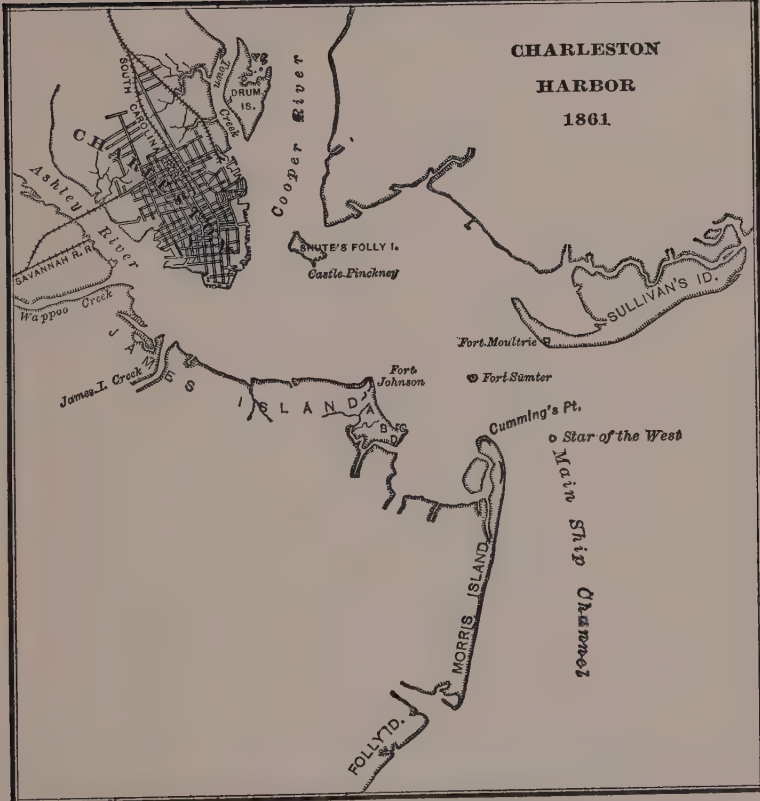 CHARLESTON
HARBOR
1861.
SOUTH CAROLINA
Town Creek
DRUM
IS.
Cooper River
CHARLESTON
Ashley River
SAVANNAH R.R.
Wappoo Creek
SHUTE'S FOLLY I.
Castle Pinckney
SULLIVAN'S ID.
Fort Moultrie
JAMES ISLAND
James I. Creek
Fort
Johnson
Fort Sumter
A
B
C
D
Cumming's Pt.
Star of the West
Main Ship Channel
MORRIS ISLAND
FOLLY ID.